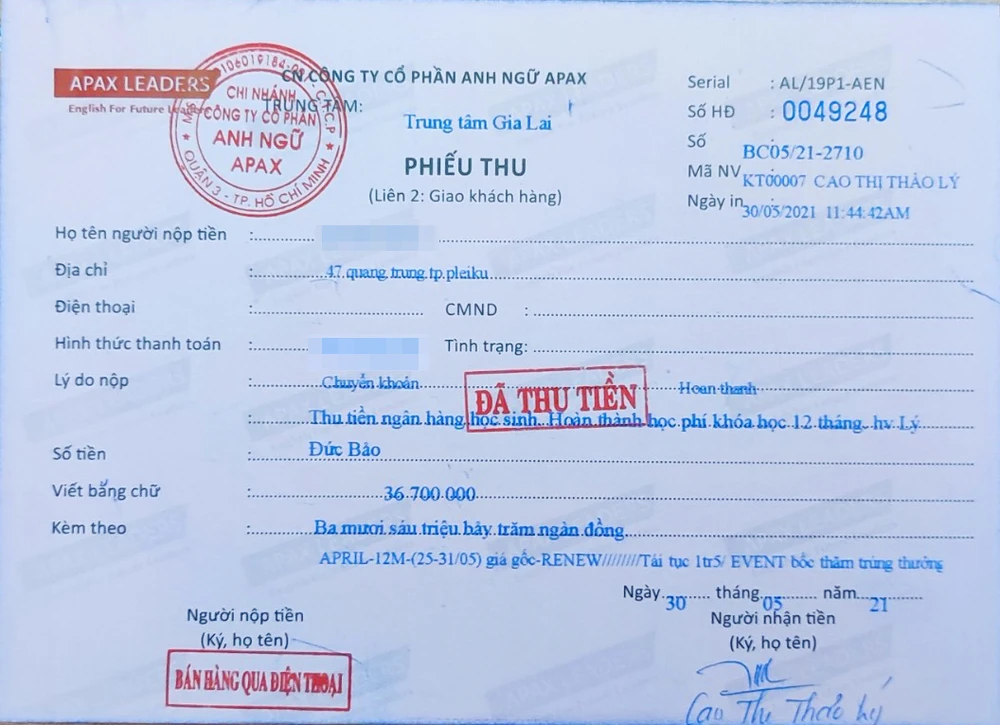 APAX LEADERS
English For Future Leaders
CN CÔNG TY CỔ PHẦN ANH NGỮ APAX
TRUNG TÂM:
Trung tâm Gia Lai
PHIẾU THU
(Liên 2: Giao khách hàng)
CHI NHÁNH
CÔNG TY CỔ PHẦN
ANH NGỮ
APAX
QUẬN 3 - TP. HỒ CHÍ MINH
Serial : AL/19P1-AEN
Số HĐ : 0049248
Số BC05/21-2710
Mã NV KT00007 CAO THỊ THẢO LÝ
Ngày in : 30/05/2021 11:44:42AM
Họ tên người nộp tiền :
Địa chỉ : 47 quang trung tp pleiku
Điện thoại : CMND :
Hình thức thanh toán : Tình trạng:
Lý do nộp : Chuyển khoản Hoan thanh
ĐÃ THU TIỀN
: Thu tiền ngân hàng học sinh. Hoàn thành học phí khóa học 12 tháng. hv Lý
Số tiền : Đức Bảo
Viết bằng chữ : 36.700.000
Kèm theo : Ba mươi sáu triệu bảy trăm ngàn đồng.
APRIL-12M-(25-31/05) giá gốc-RENEW////////Tái tục 1tr5/ EVENT bốc thăm trúng thưởng
Ngày 30 tháng 05 năm 21
Người nộp tiền
(Ký, họ tên)
BÁN HÀNG QUA ĐIỆN THOẠI
Người nhận tiền
(Ký, họ tên)
Cao Thị Thảo Lý